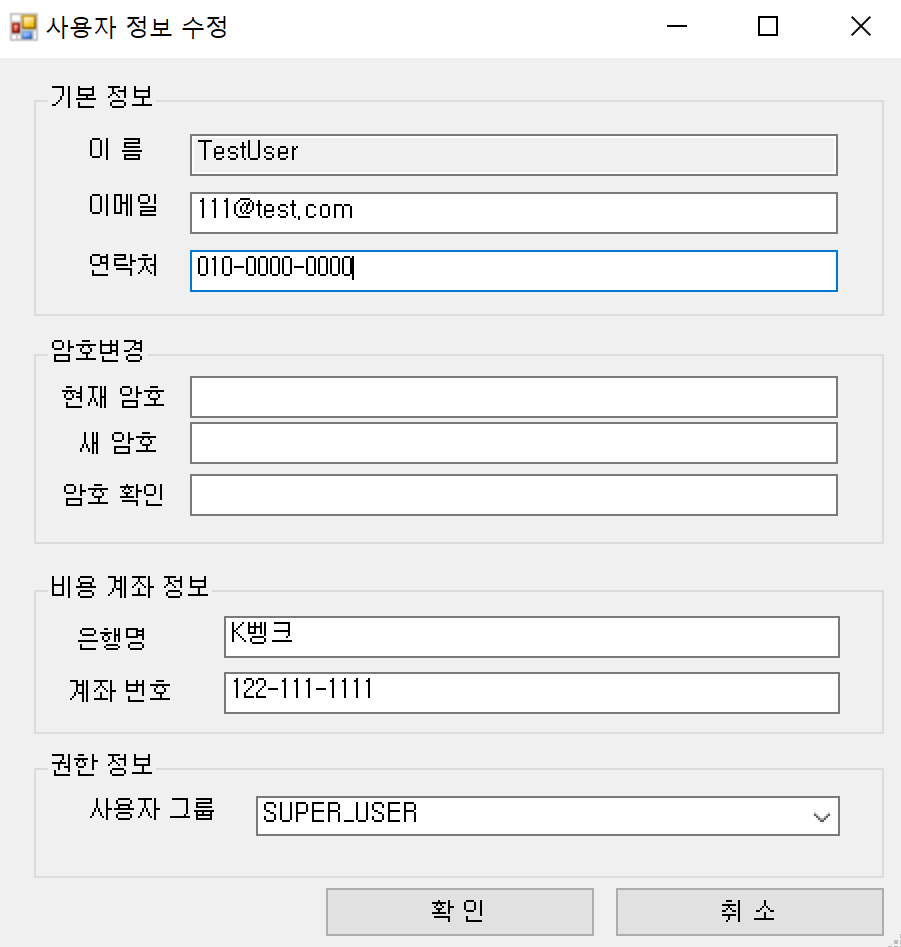 사용자 정보 수정
기본 정보
이 름 TestUser
이메일 111@test.com
연락처 010-0000-0000
암호변경
현재 암호
새 암호
암호 확인
비용 계좌 정보
은행명 K벵크
계좌 번호 122-111-1111
권한 정보
사용자 그룹 SUPER_USER
확 인 취 소